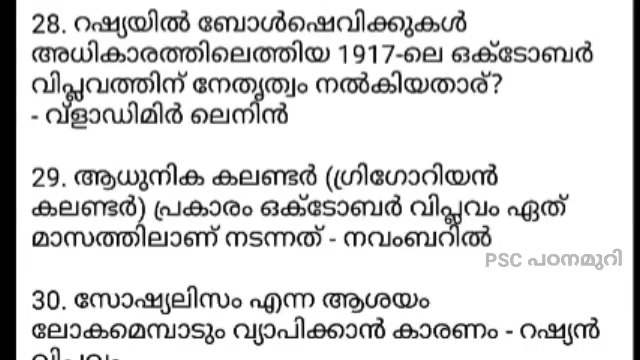 28. റഷ്യയിൽ ബോൾഷെവിക്കുകൾ
അധികാരത്തിലെത്തിയ 1917-ലെ ഒക്ടോബർ
വിപ്ലവത്തിന് നേതൃത്വം നൽകിയതാര്?
- വ്ളാഡിമിർ ലെനിൻ
29. ആധുനിക കലണ്ടർ (ഗ്രിഗോറിയൻ
കലണ്ടർ) പ്രകാരം ഒക്ടോബർ വിപ്ലവം ഏത്
മാസത്തിലാണ് നടന്നത് - നവംബറിൽ
PSC പഠനമുറി
30. സോഷ്യലിസം എന്ന ആശയം
ലോകമെമ്പാടും വ്യാപിക്കാൻ കാരണം - റഷ്യൻ